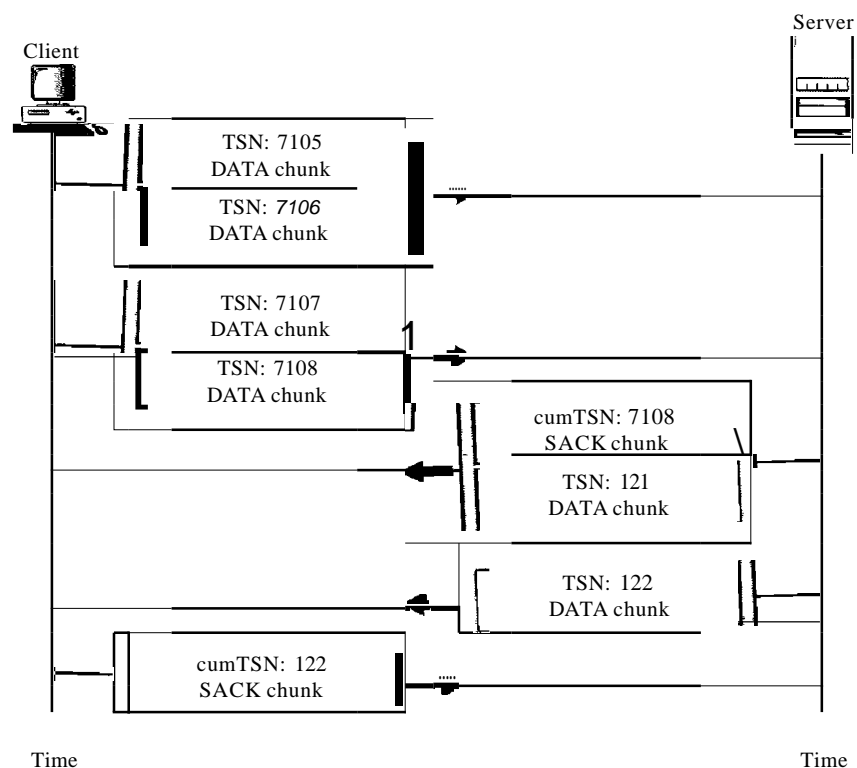 Server
Client
TSN: 7105
DATA chunk
TSN: 7106
DATA chunk
TSN: 7107
DATA chunk
TSN: 7108
DATA chunk
cumTSN: 7108
SACK chunk
TSN: 121
DATA chunk
TSN: 122
DATA chunk
cumTSN: 122
SACK chunk
Time
Time